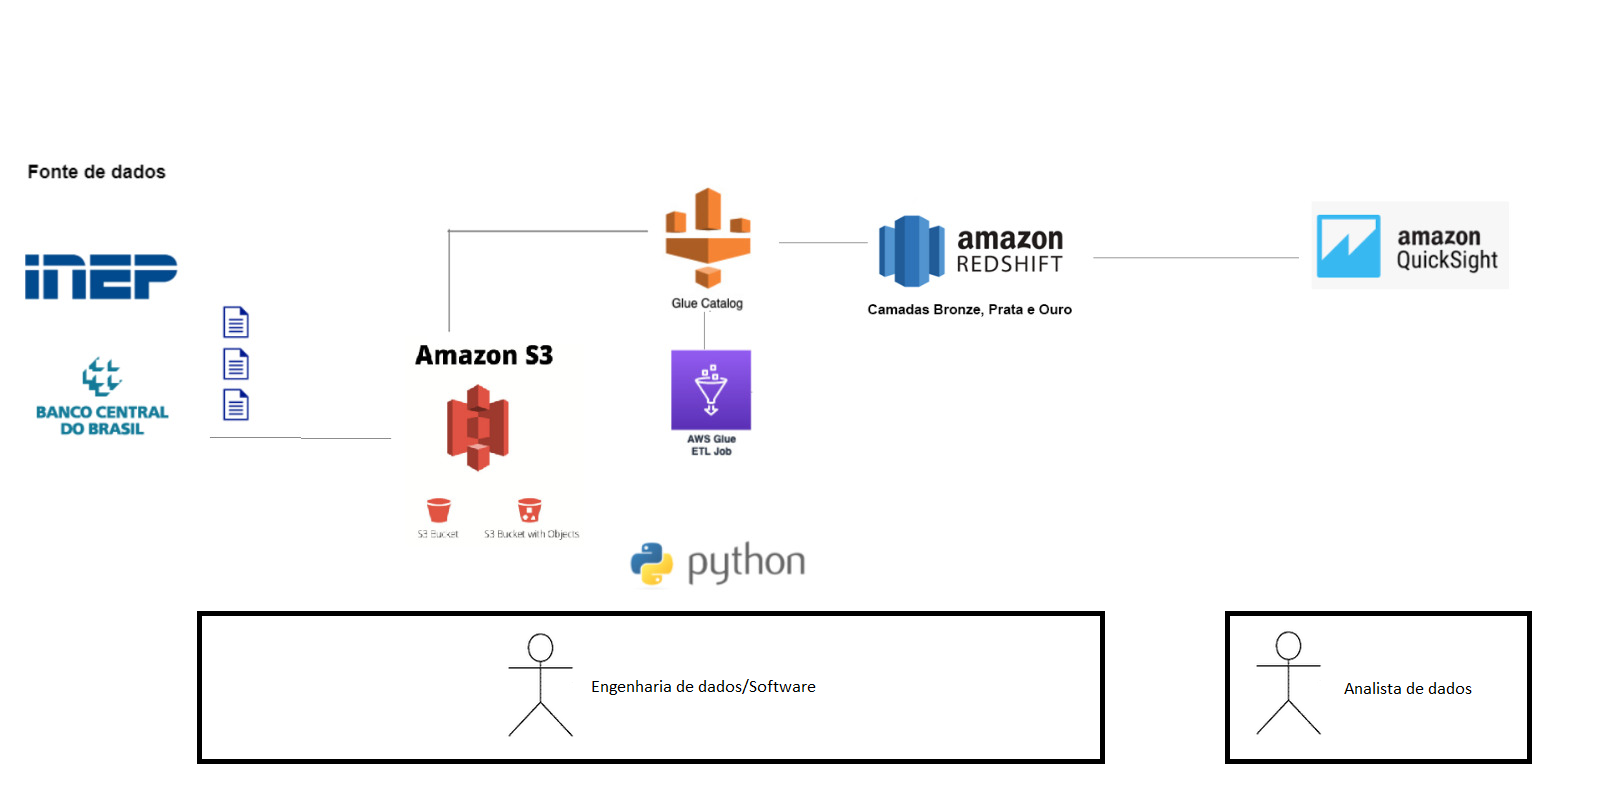 Fonte de dados
inep
BANCO CENTRAL
DO BRASIL
Amazon S3
S3 Bucket
S3 Bucket with Objects
Glue Catalog
AWS Glue
ETL Job
python
amazon
REDSHIFT
Camadas Bronze, Prata e Ouro
amazon
QuickSight
Engenharia de dados/Software
Analista de dados